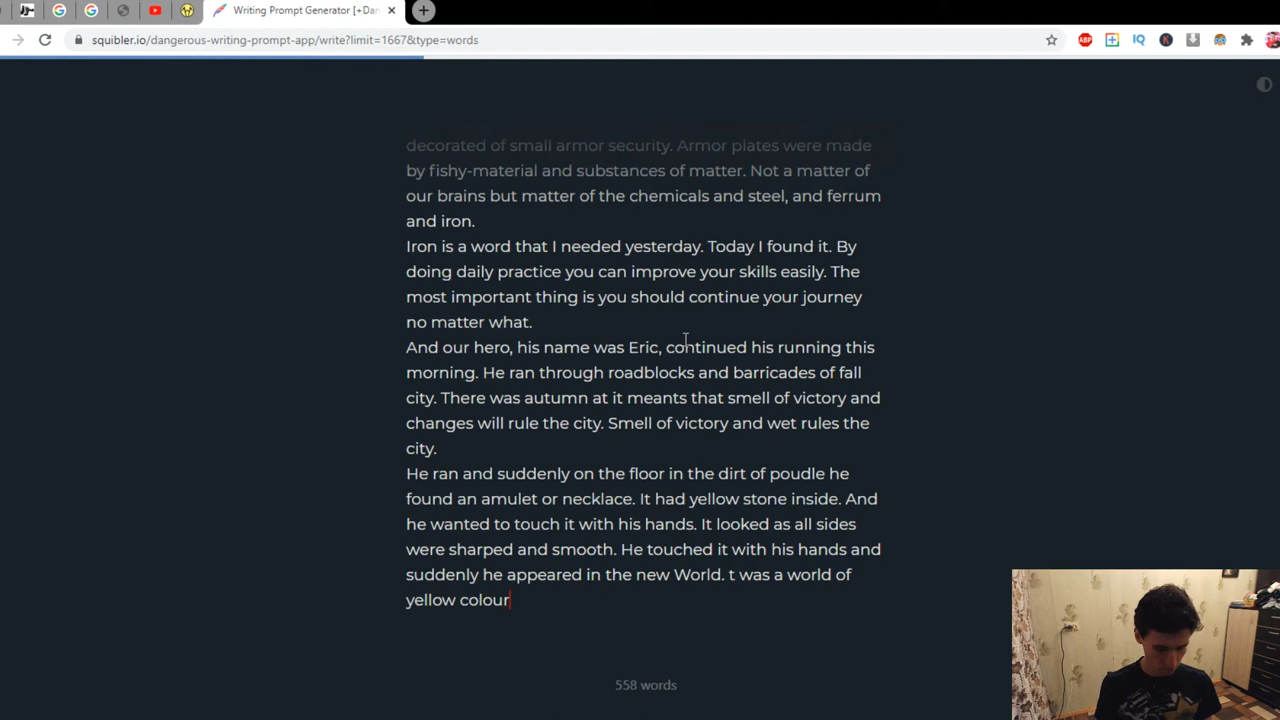 Writing Prompt Generator [+Dan
squibler.io/dangerous-writing-prompt-app/write?limit=1667&type=words
ABP
IQ
K
decorated of small armor security. Armor plates were made
by fishy-material and substances of matter. Not a matter of
our brains but matter of the chemicals and steel, and ferrum
and iron.
Iron is a word that I needed yesterday. Today I found it. By
doing daily practice you can improve your skills easily. The
most important thing is you should continue your journey
no matter what.
And our hero, his name was Eric, continued his running this
morning. He ran through roadblocks and barricades of fall
city. There was autumn at it meants that smell of victory and
changes will rule the city. Smell of victory and wet rules the
city.
He ran and suddenly on the floor in the dirt of poudle he
found an amulet or necklace. It had yellow stone inside. And
he wanted to touch it with his hands. It looked as all sides
were sharped and smooth. He touched it with his hands and
suddenly he appeared in the new World. t was a world of
yellow colour
558 words